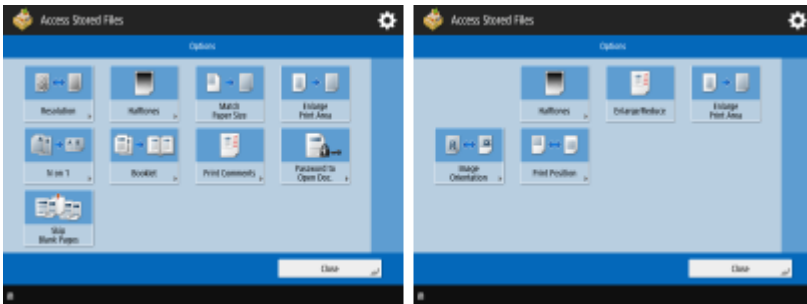 Access Stored Files
Options
Resolution
Halftones
Match
Paper Size
Enlarge
Print Area
N on 1
Booklet
Print Comments
Password to
Open Doc.
Skip
Blank Pages
Close
Access Stored Files
Options
Halftones
Enlarge/Reduce
Enlarge
Print Area
Image
Orientation
Print Position
Close